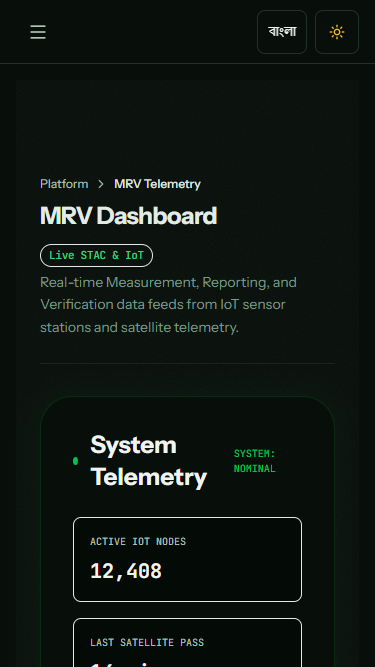 বাংলা
Platform > MRV Telemetry
MRV Dashboard
Live STAC & IoT
Real-time Measurement, Reporting, and
Verification data feeds from IoT sensor
stations and satellite telemetry.
System
Telemetry
SYSTEM:
NOMINAL
ACTIVE IOT NODES
12,408
LAST SATELLITE PASS